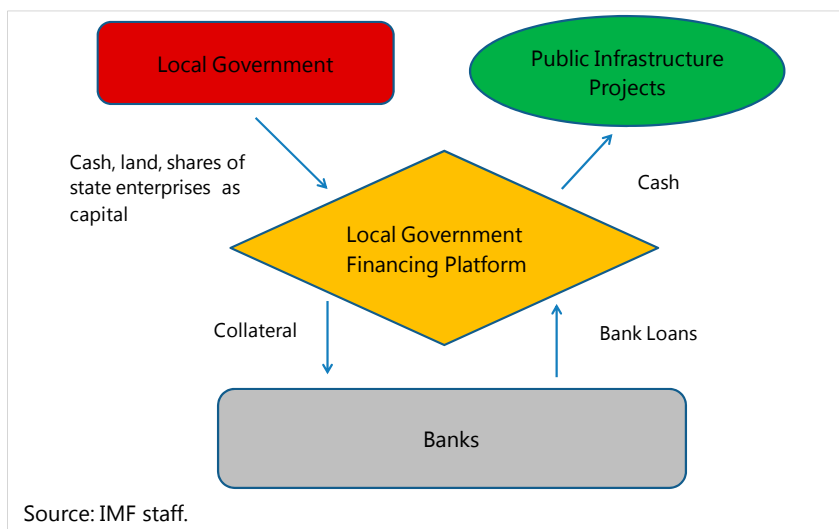 Local Government
Public Infrastructure
Projects
Cash, land, shares of
state enterprises as
capital
Cash
Local Government
Financing Platform
Collateral
Bank Loans
Banks
Source: IMF staff.